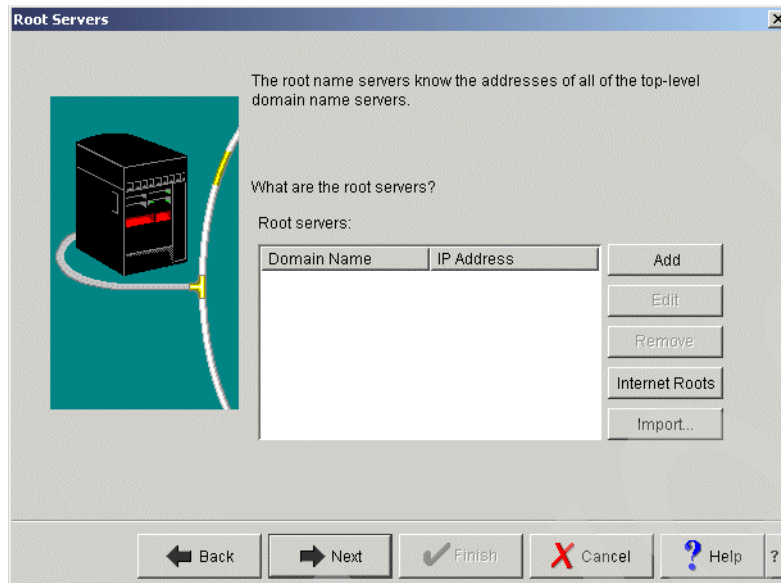 Root Servers
The root name servers know the addresses of all of the top-level
domain name servers.
What are the root servers?
Root servers:
Domain Name IP Address
Add
Edit
Remove
Internet Roots
Import...
Back Next Finish Cancel ? Help ?